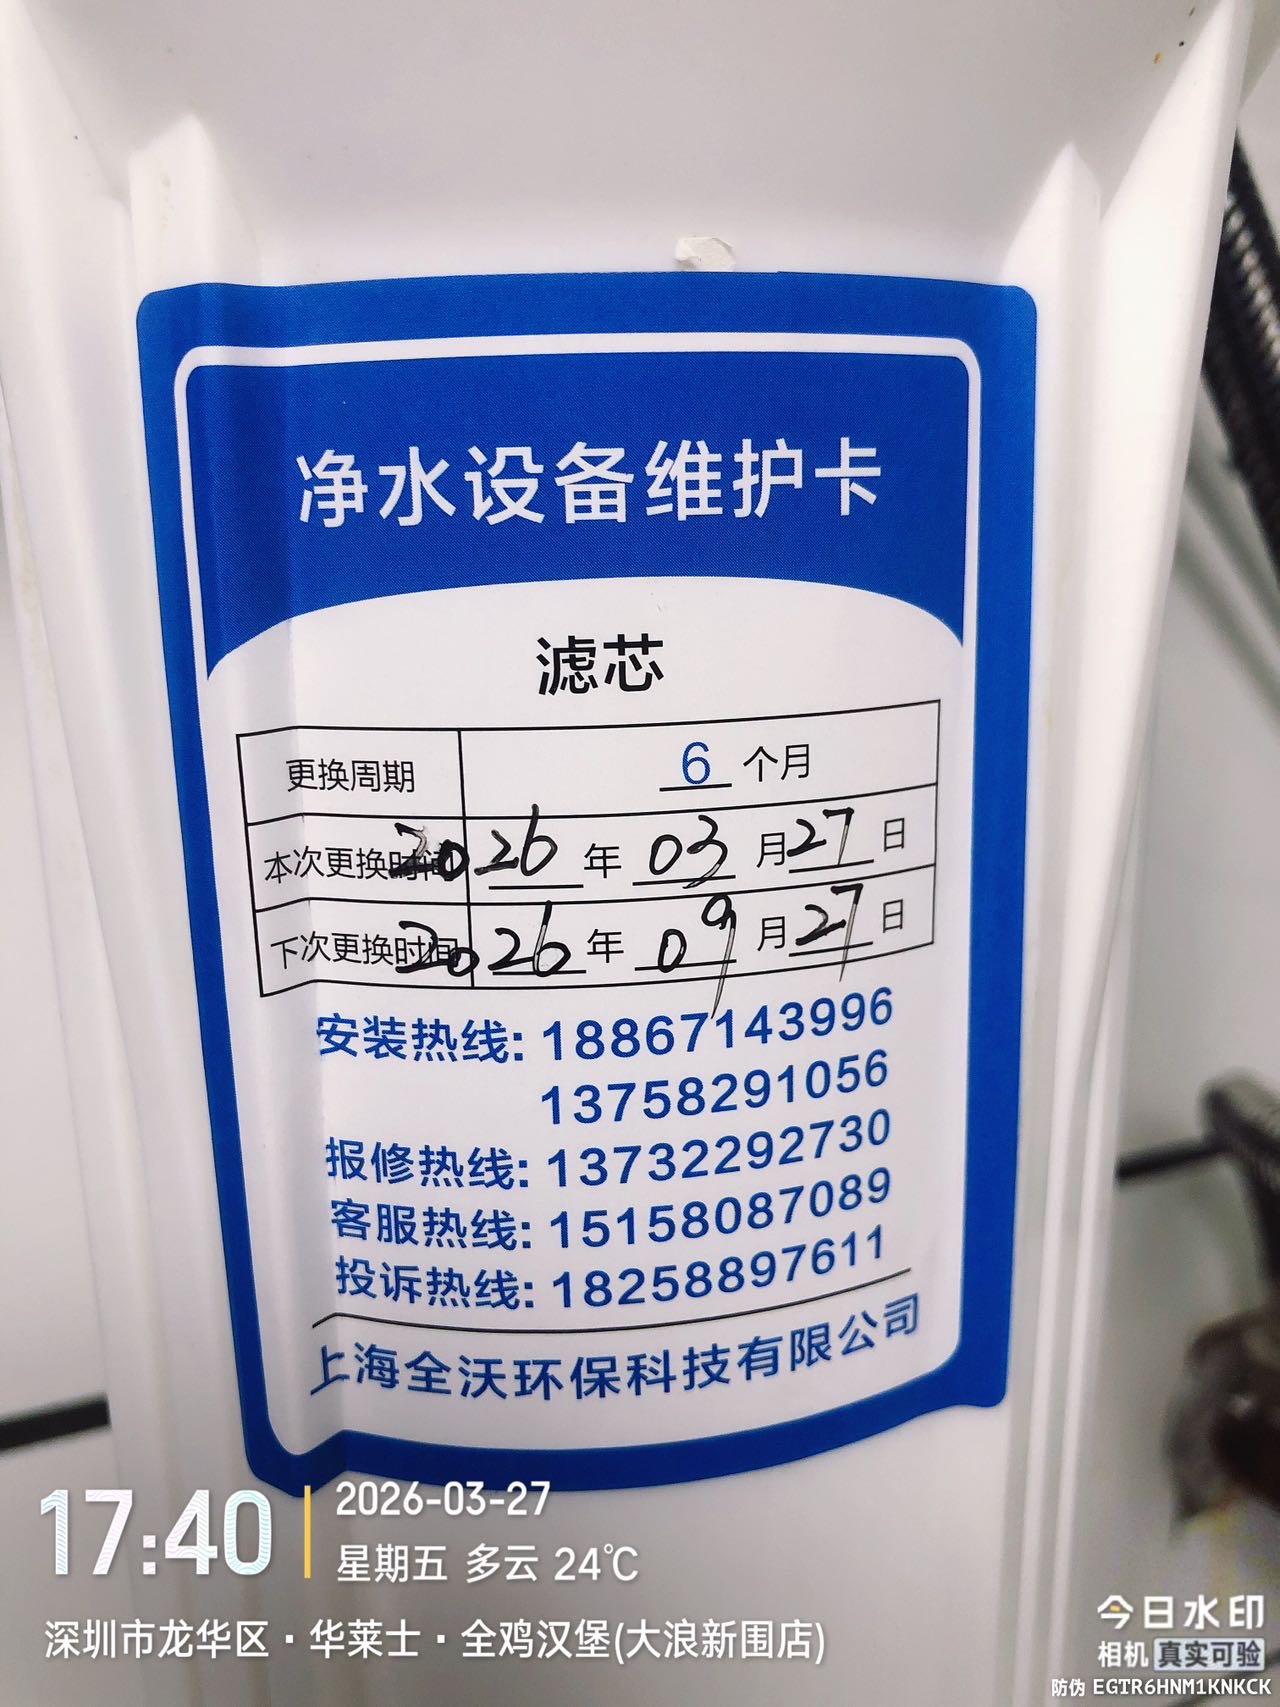 净水设备维护卡
滤芯
更换周期 6 个月
本次更换时间 2026 年 03 月 27 日
下次更换时间 2026 年 09 月 27 日
安装热线: 18867143996
13758291056
报修热线: 13732292730
客服热线: 15158087089
投诉热线: 18258897611
上海全沃环保科技有限公司
17:40
2026-03-27
星期五 多云 24℃
深圳市龙华区·华莱士·全鸡汉堡(大浪新围店)
今日水印
相机 真实可验
防伪 EGTR6HNM1KNKCK